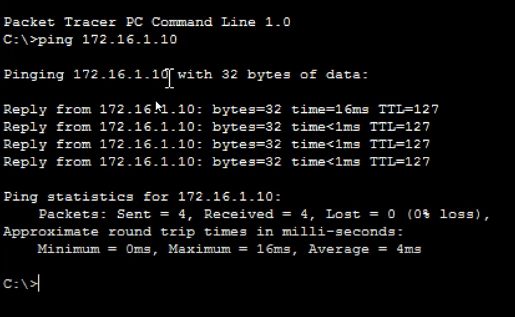 Packet Tracer PC Command Line 1.0
C:\>ping 172.16.1.10
Pinging 172.16.1.10 with 32 bytes of data:
Reply from 172.16.1.10: bytes=32 time=16ms TTL=127
Reply from 172.16.1.10: bytes=32 time<1ms TTL=127
Reply from 172.16.1.10: bytes=32 time<1ms TTL=127
Reply from 172.16.1.10: bytes=32 time<1ms TTL=127
Ping statistics for 172.16.1.10:
Packets: Sent = 4, Received = 4, Lost = 0 (0% loss),
Approximate round trip times in milli-seconds:
Minimum = 0ms, Maximum = 16ms, Average = 4ms
C:\>